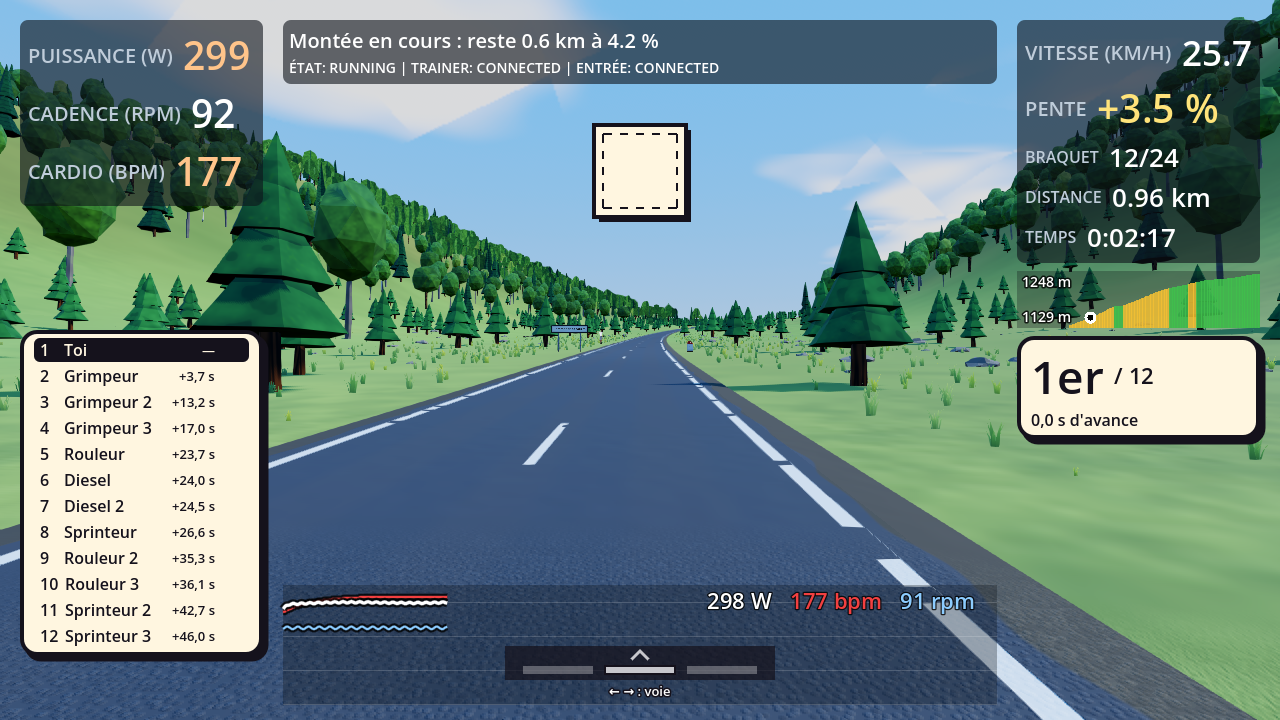 PUISSANCE (W) 299
CADENCE (RPM) 92
CARDIO (BPM) 177
Montée en cours : reste 0.6 km à 4.2 %
ÉTAT: RUNNING | TRAINER: CONNECTED | ENTRÉE: CONNECTED
VITESSE (KM/H) 25.7
PENTE +3.5 %
BRAQUET 12/24
DISTANCE 0.96 km
TEMPS 0:02:17
1248 m
1129 m
1er / 12
0,0 s d'avance
1 Toi —
2 Grimpeur +3,7 s
3 Grimpeur 2 +13,2 s
4 Grimpeur 3 +17,0 s
5 Rouleur +23,7 s
6 Diesel +24,0 s
7 Diesel 2 +24,5 s
8 Sprinteur +26,6 s
9 Rouleur 2 +35,3 s
10 Rouleur 3 +36,1 s
11 Sprinteur 2 +42,7 s
12 Sprinteur 3 +46,0 s
298 W 177 bpm 91 rpm
← → : voie